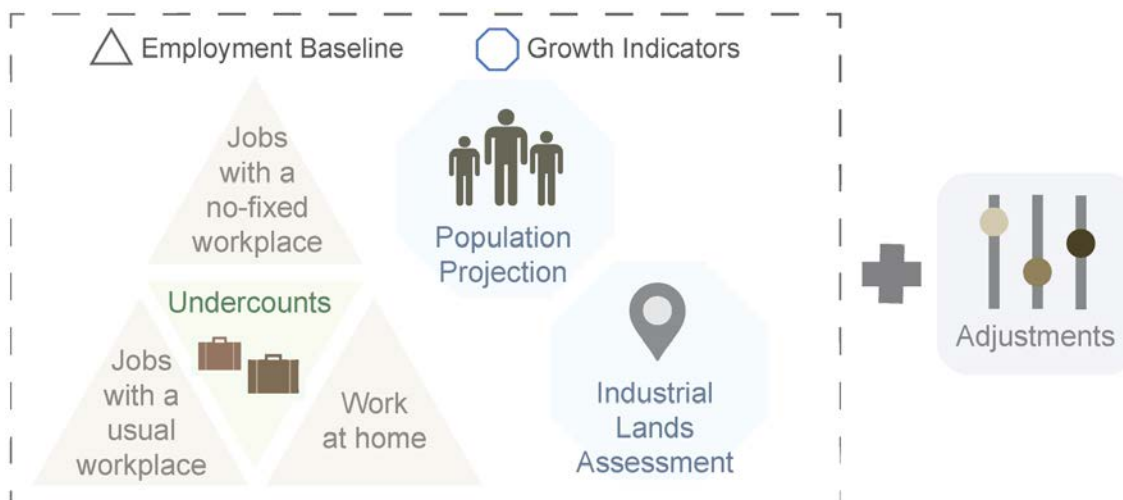 Employment Baseline
Growth Indicators
Jobs
with a
no-fixed
workplace
Population
Projection
Undercounts
Jobs
with a
usual
workplace
Work
at home
Industrial
Lands
Assessment
Adjustments